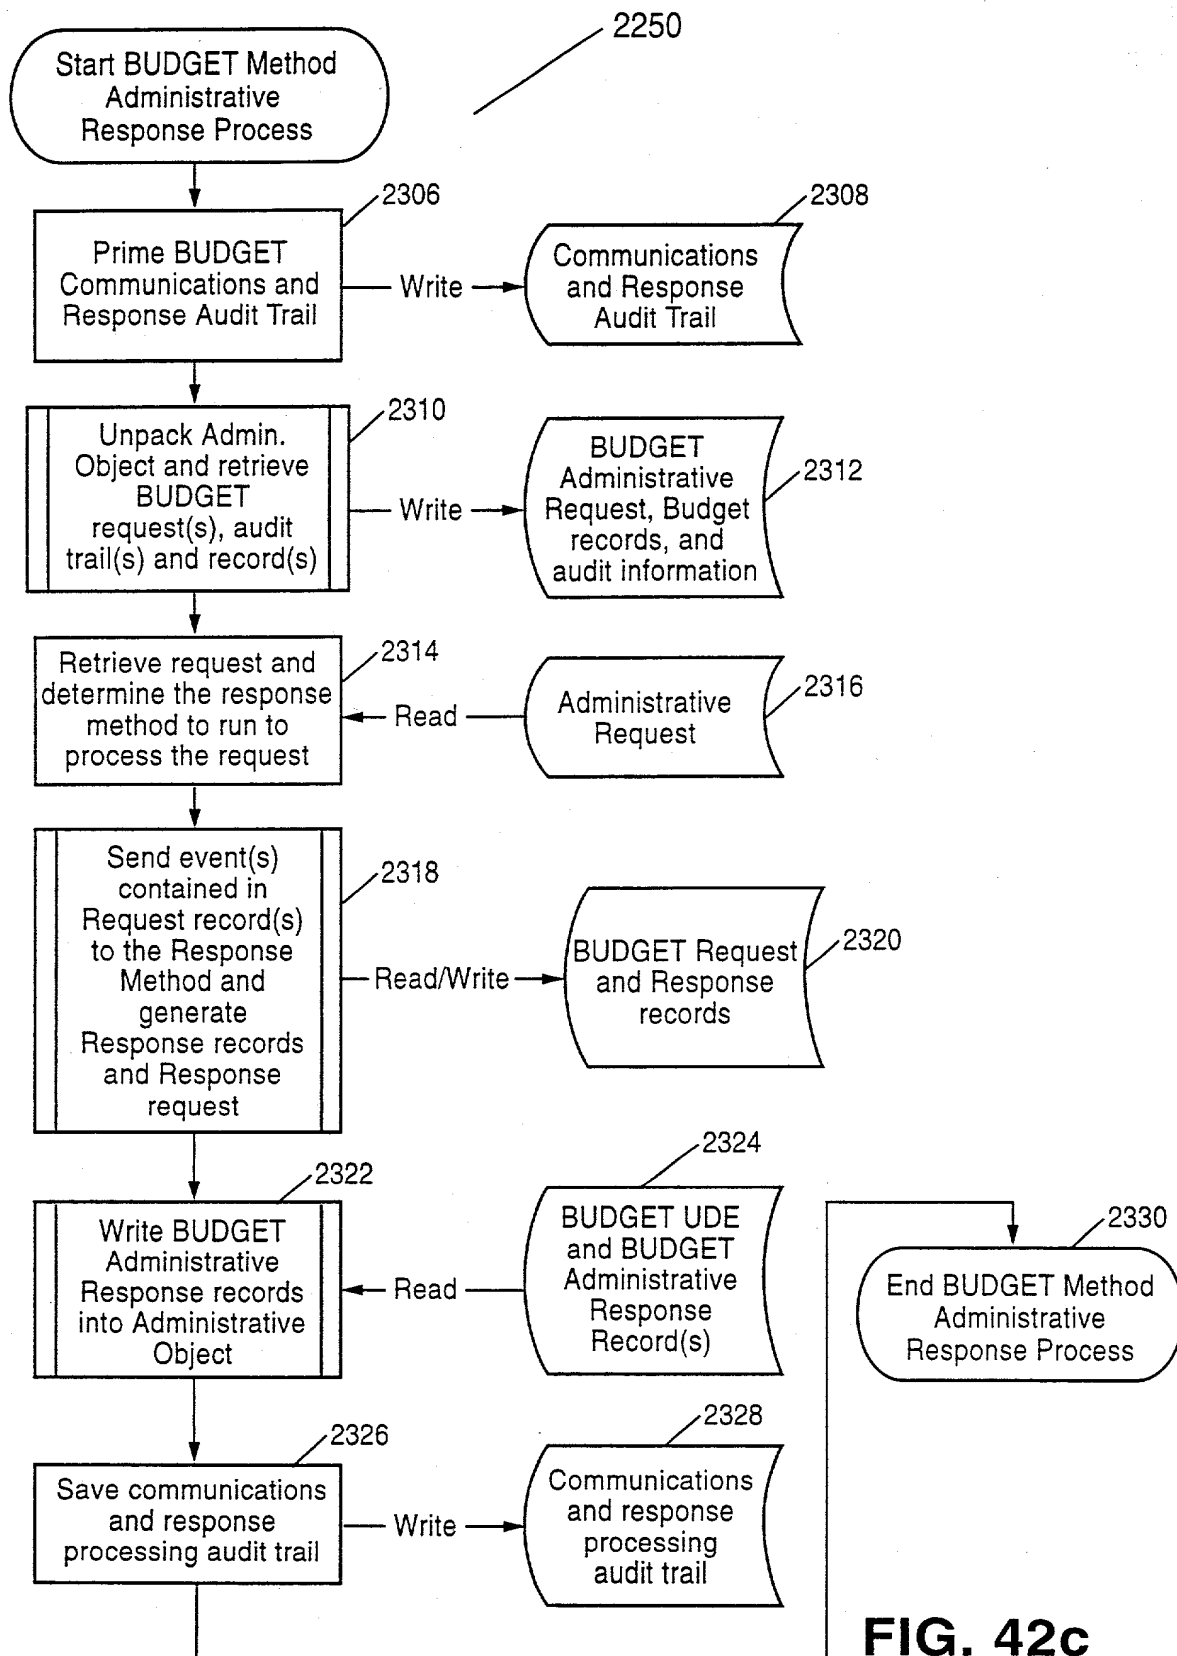 2250
Start BUDGET Method
Administrative
Response Process
2306
Prime BUDGET
Communications and
Response Audit Trail
Write
2308
Communications
and Response
Audit Trail
2310
Unpack Admin.
Object and retrieve
BUDGET
request(s), audit
trail(s) and record(s)
Write
BUDGET
Administrative
Request, Budget
records, and
audit information
2312
Retrieve request and
determine the response
method to run to
process the request
2314
Read
Administrative
Request
2316
Send event(s)
contained in
Request record(s)
to the Response
Method and
generate
Response records
and Response
request
2318
Read/Write
BUDGET Request
and Response
records
2320
2322
Write BUDGET
Administrative
Response records
into Administrative
Object
Read
2324
BUDGET UDE
and BUDGET
Administrative
Response
Record(s)
2330
End BUDGET Method
Administrative
Response Process
2326
Save communications
and response
processing audit trail
Write
2328
Communications
and response
processing
audit trail
FIG. 42c